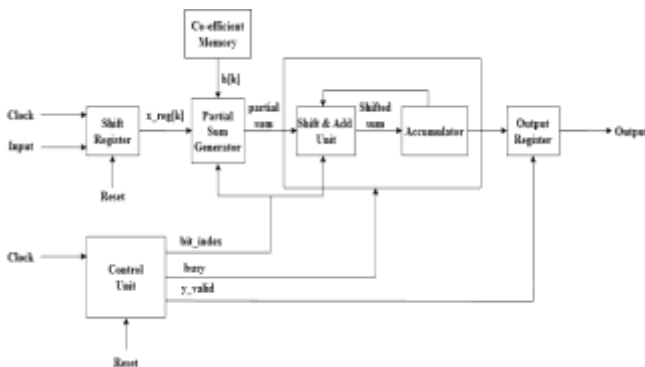 Co-efficient
Memory
h[k]
Clock
Input
Shift
Register
x_reg[k]
Partial
Sum
Generator
partial
sum
Shift & Add
Unit
Shifted
sum
Accumulator
Output
Register
Output
Reset
Clock
Control
Unit
bit_index
busy
y_valid
Reset